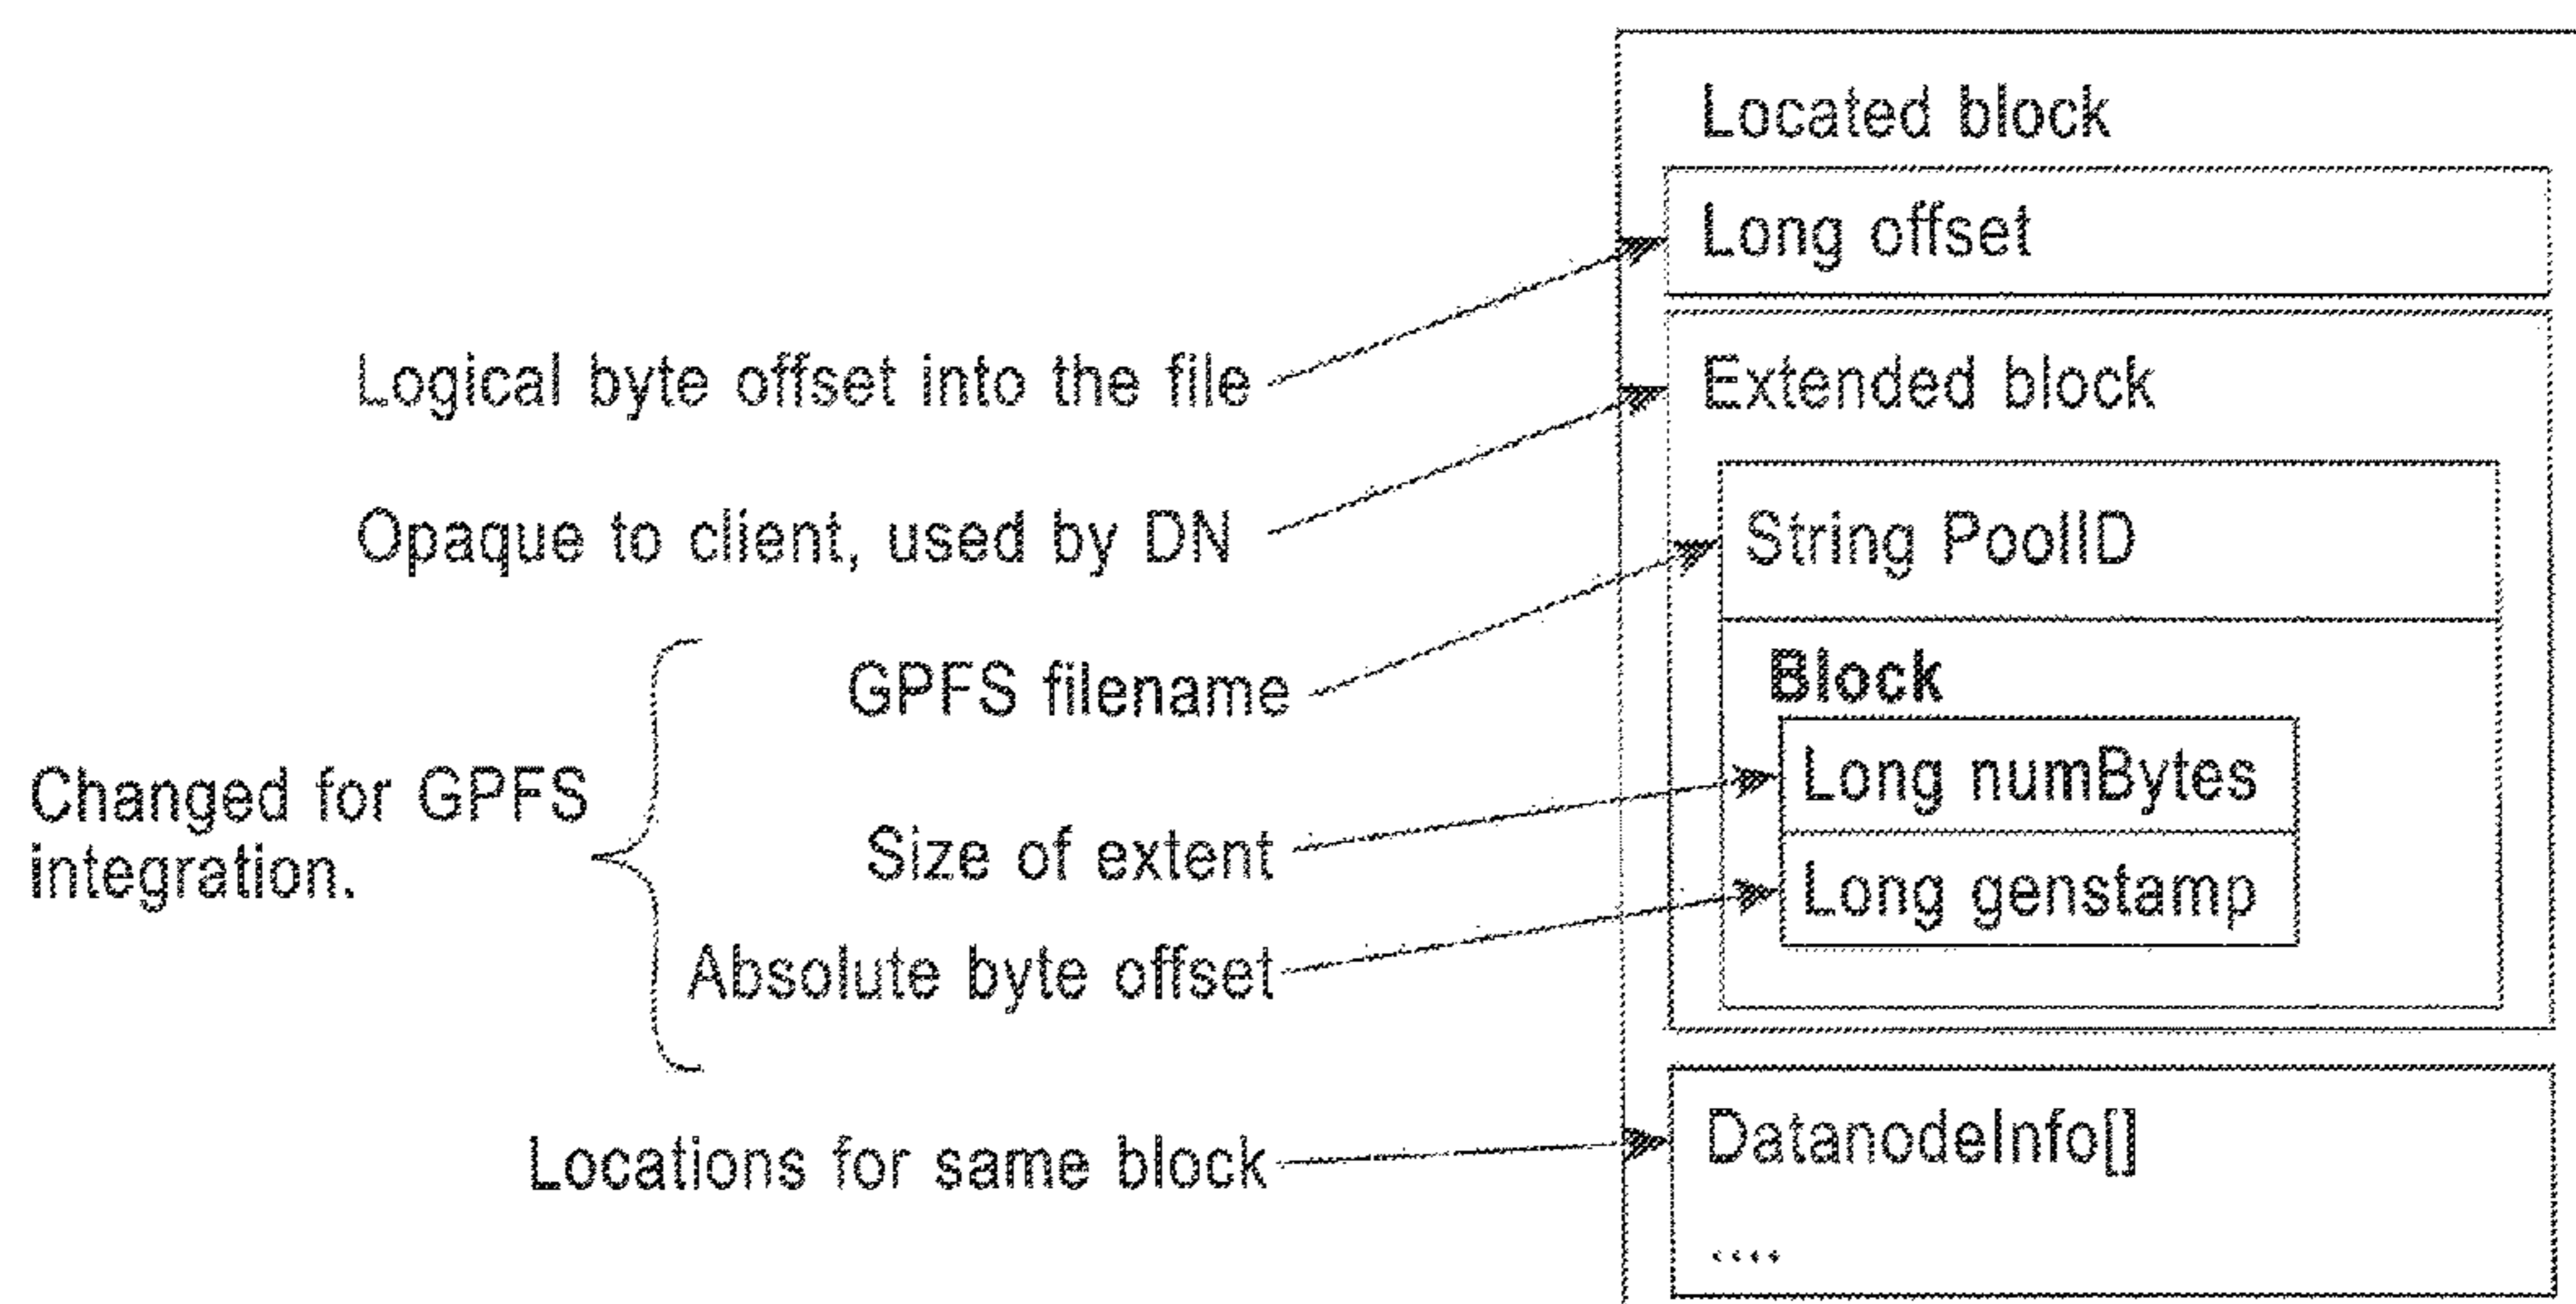 Located block
Long offset
Logical byte offset into the file
Extended block
Opaque to client, used by DN
String PoolID
GPFS filename
Block
Changed for GPFS
integration.
Long numBytes
Size of extent
Long genstamp
Absolute byte offset
Locations for same block
DatanodeInfo[]
....